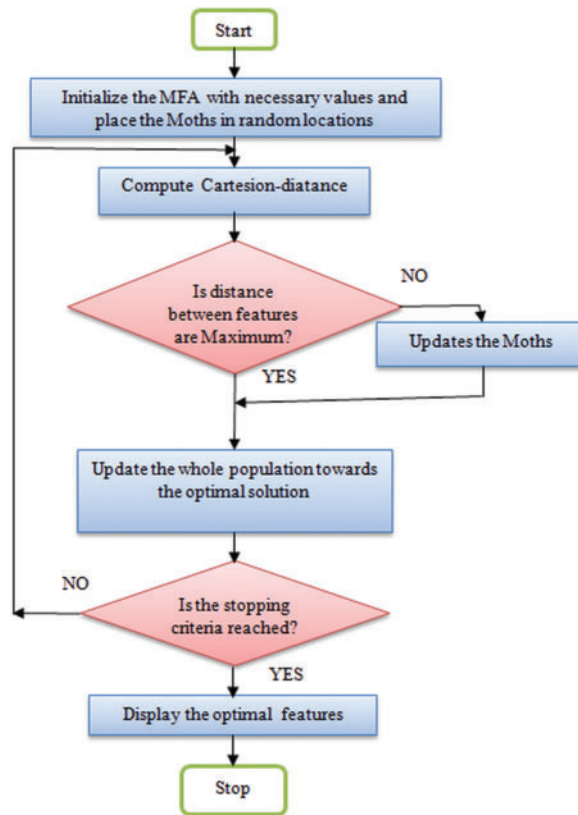 Start
Initialize the MFA with necessary values and
place the Moths in random locations
Compute Cartesion-diatance
Is distance
between features
are Maximum?
NO
Updates the Moths
YES
Update the whole population towards
the optimal solution
NO
Is the stopping
criteria reached?
YES
Display the optimal features
Stop